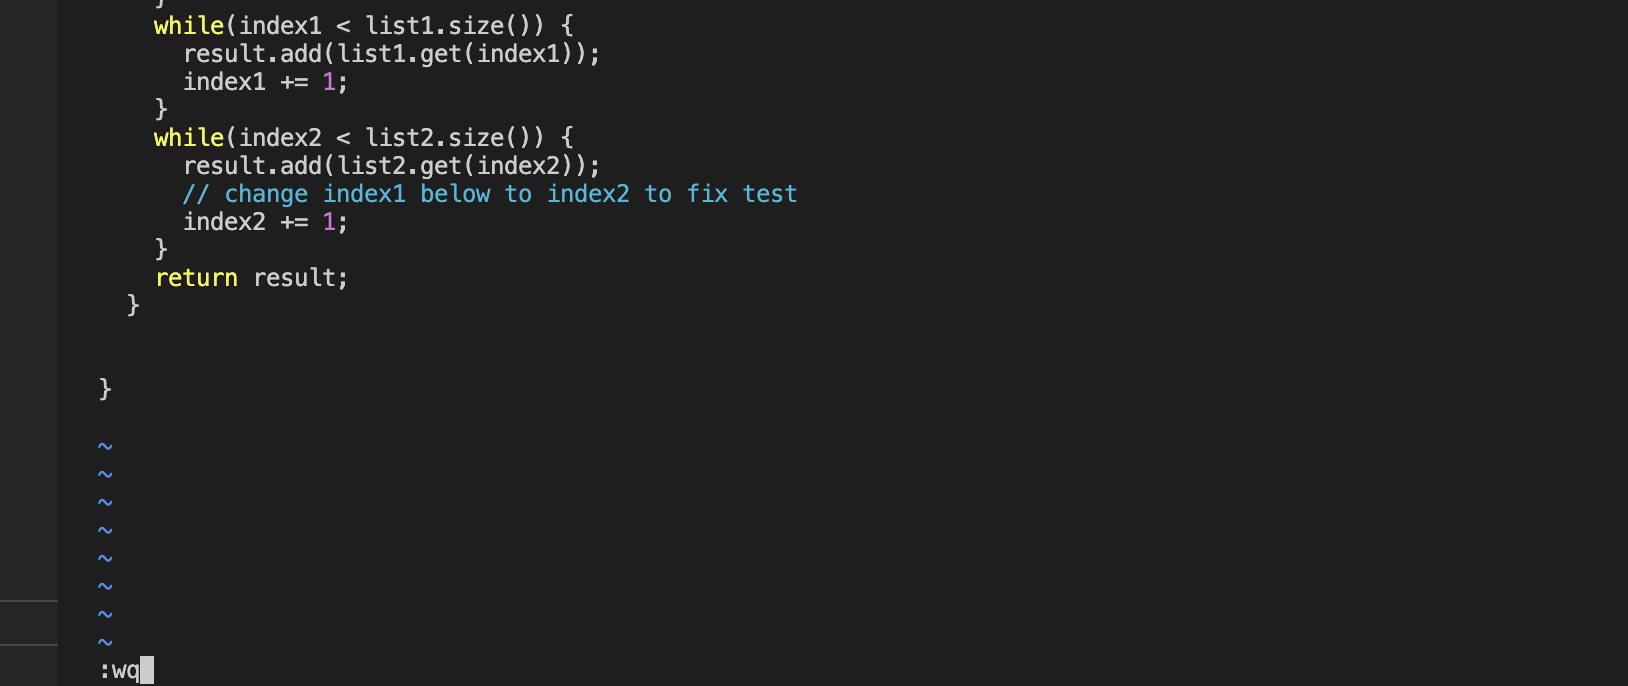 }
while(index1 < list1.size()) {
result.add(list1.get(index1));
index1 += 1;
}
while(index2 < list2.size()) {
result.add(list2.get(index2));
// change index1 below to index2 to fix test
index2 += 1;
}
return result;
}
}
~
~
~
~
~
~
~
~
:wq